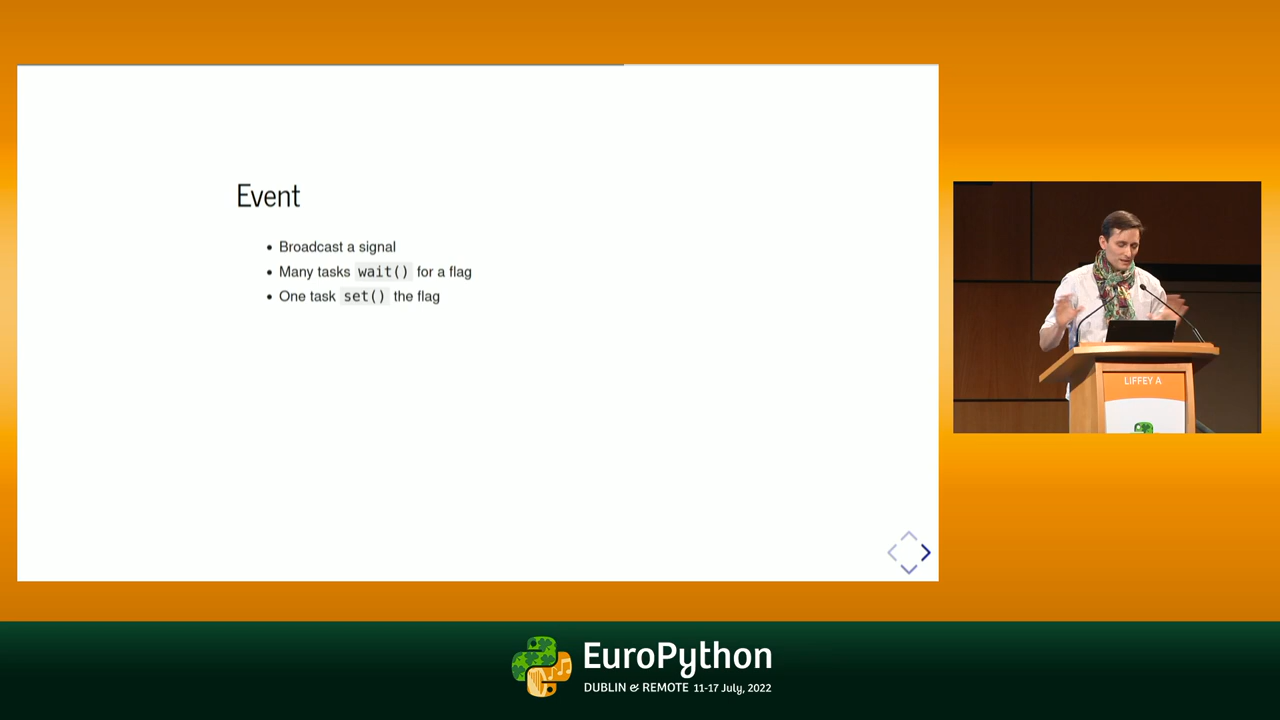 Event
Broadcast a signal
Many tasks wait() for a flag
One task set() the flag
LIFFEY A
EuroPython
DUBLIN & REMOTE 11-17 July, 2022